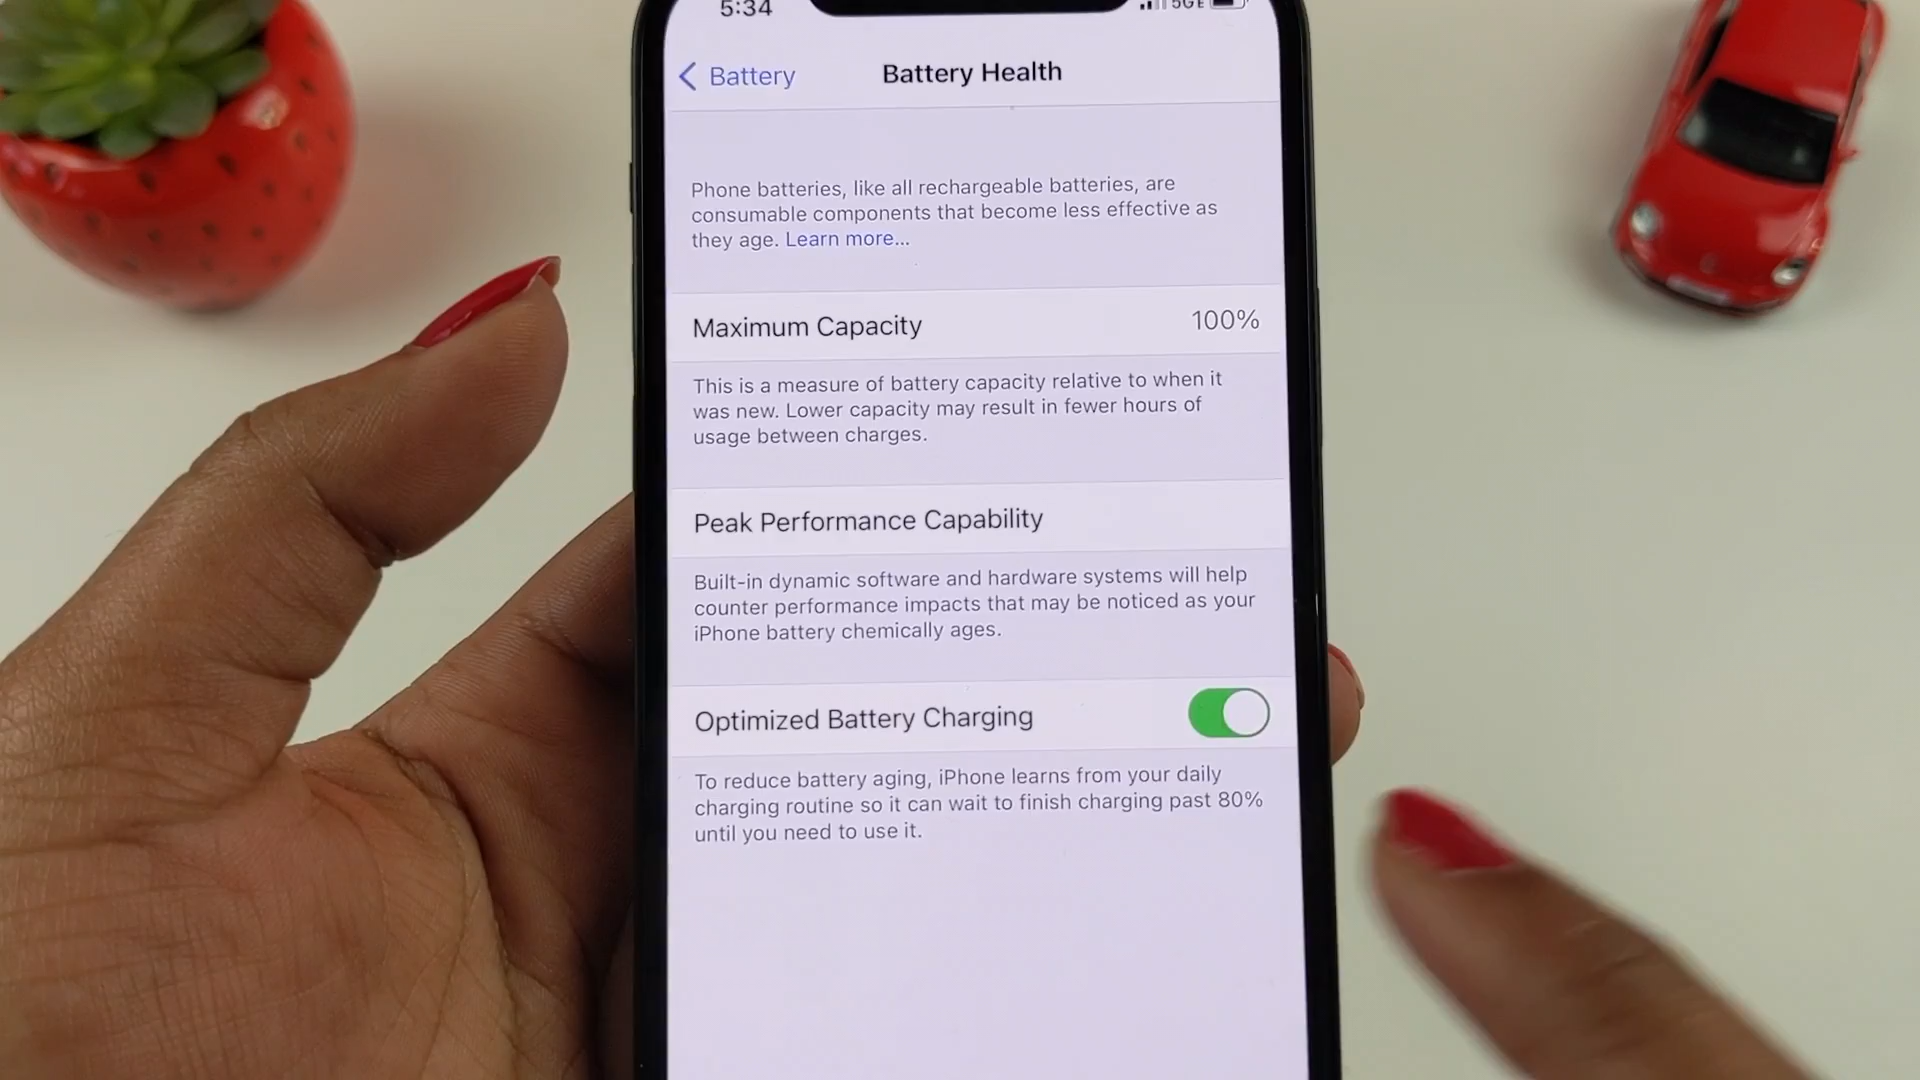 5:34
5GE
Battery
Battery Health
Phone batteries, like all rechargeable batteries, are
consumable components that become less effective as
they age. Learn more...
Maximum Capacity 100%
This is a measure of battery capacity relative to when it
was new. Lower capacity may result in fewer hours of
usage between charges.
Peak Performance Capability
Built-in dynamic software and hardware systems will help
counter performance impacts that may be noticed as your
iPhone battery chemically ages.
Optimized Battery Charging
To reduce battery aging, iPhone learns from your daily
charging routine so it can wait to finish charging past 80%
until you need to use it.